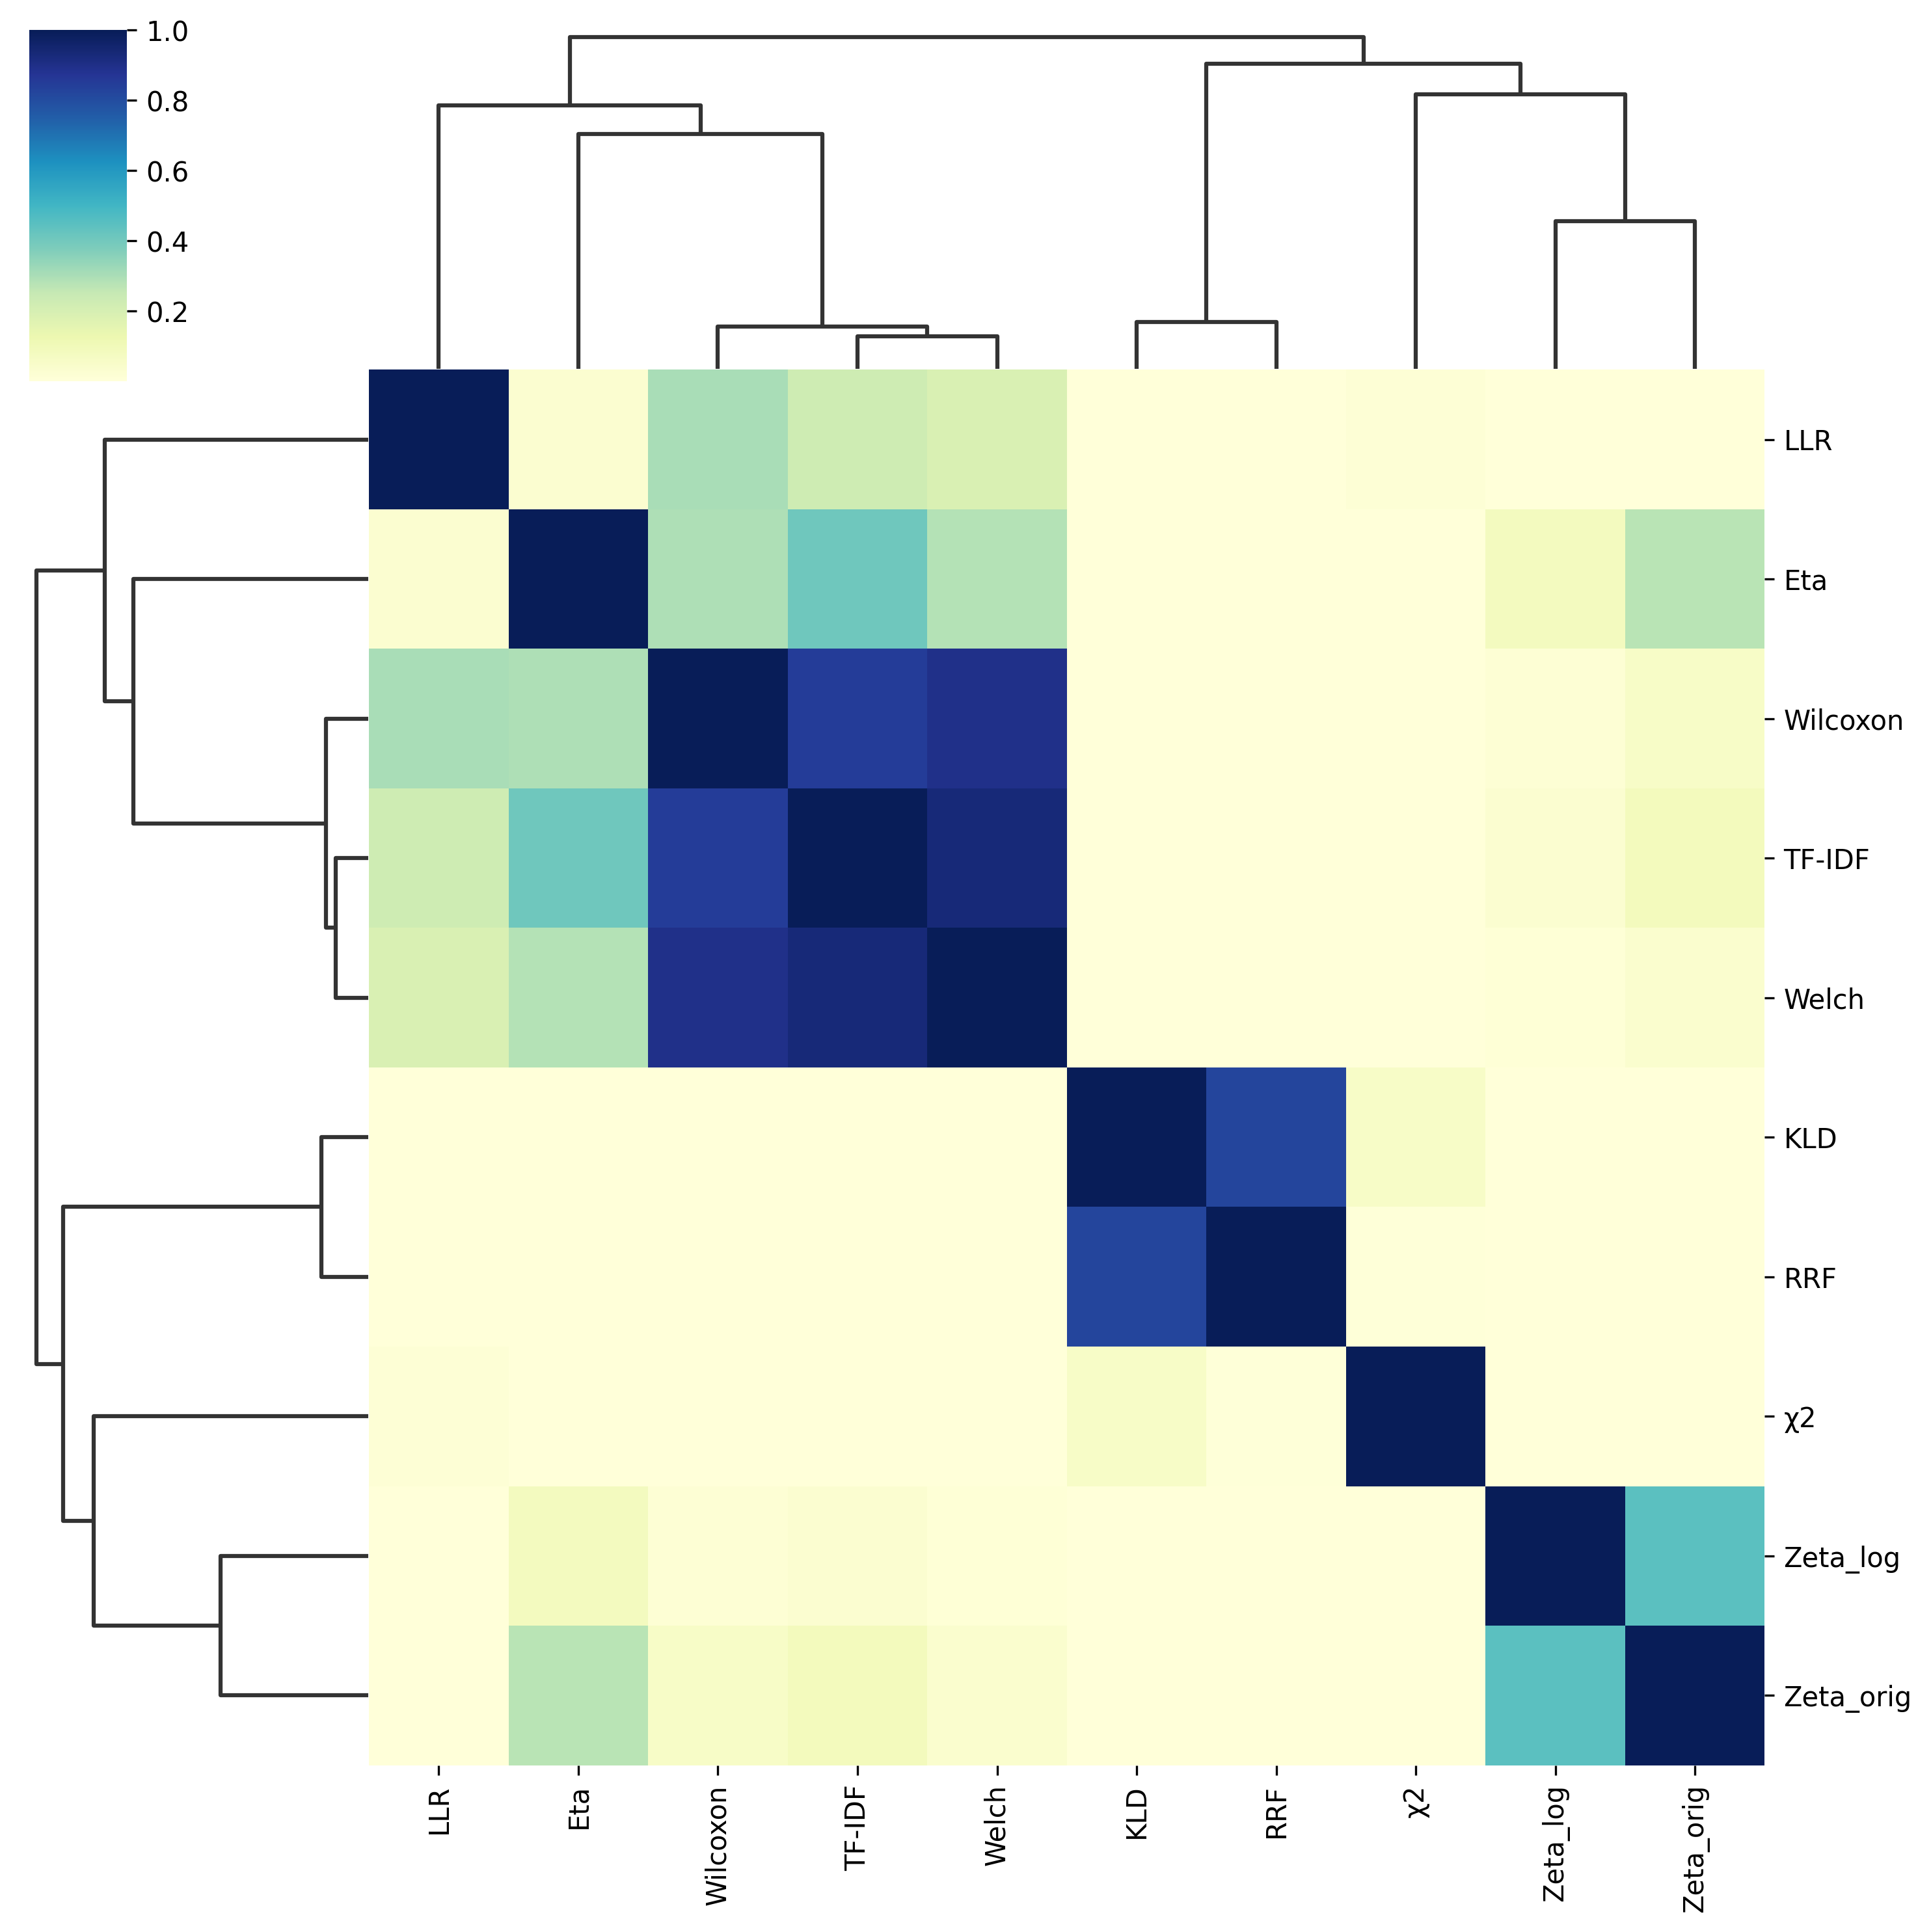 1.0
0.8
0.6
0.4
0.2
LLR
Eta
Wilcoxon
TF-IDF
Welch
KLD
RRF
χ2
Zeta_log
Zeta_orig
LLR
Eta
Wilcoxon
TF-IDF
Welch
KLD
RRF
χ2
Zeta_log
Zeta_orig